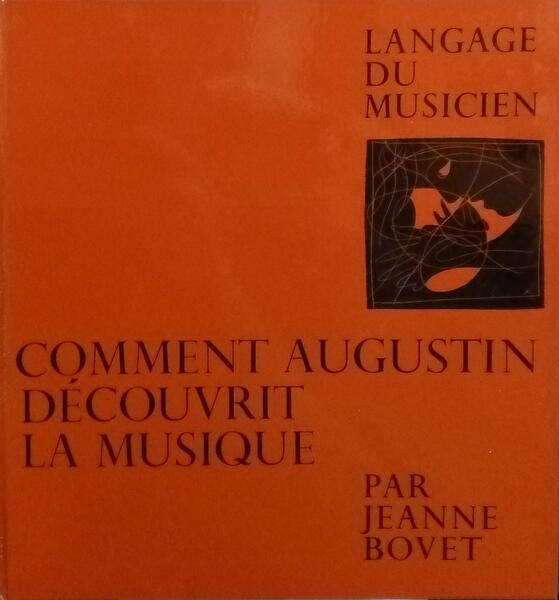 LANGAGE
DU
MUSICIEN
COMMENT AUGUSTIN
DÉCOUVRIT
LA MUSIQUE
PAR
JEANNE
BOVET